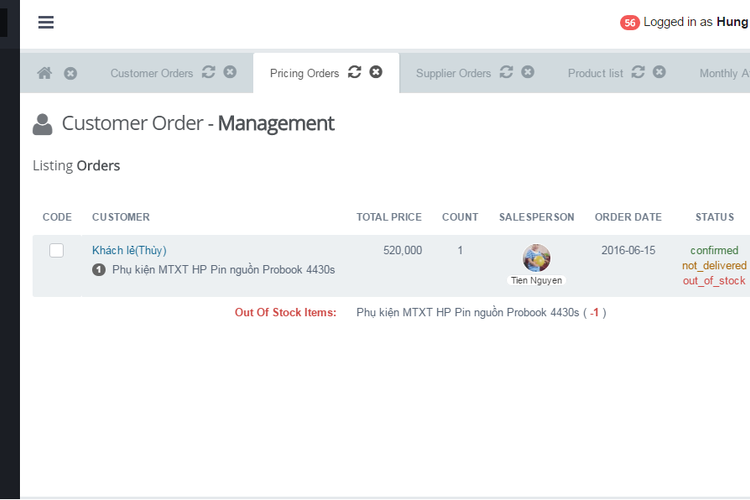 56 Logged in as Hung
Customer Orders Pricing Orders Supplier Orders Product list Monthly A
Customer Order - Management
Listing Orders
CODE CUSTOMER TOTAL PRICE COUNT SALESPERSON ORDER DATE STATUS
Khách lẻ(Thủy) 520,000 1 2016-06-15 confirmed
1 Phụ kiện MTXT HP Pin nguồn Probook 4430s not_delivered
Tien Nguyen out_of_stock
Out Of Stock Items: Phụ kiện MTXT HP Pin nguồn Probook 4430s ( -1 )